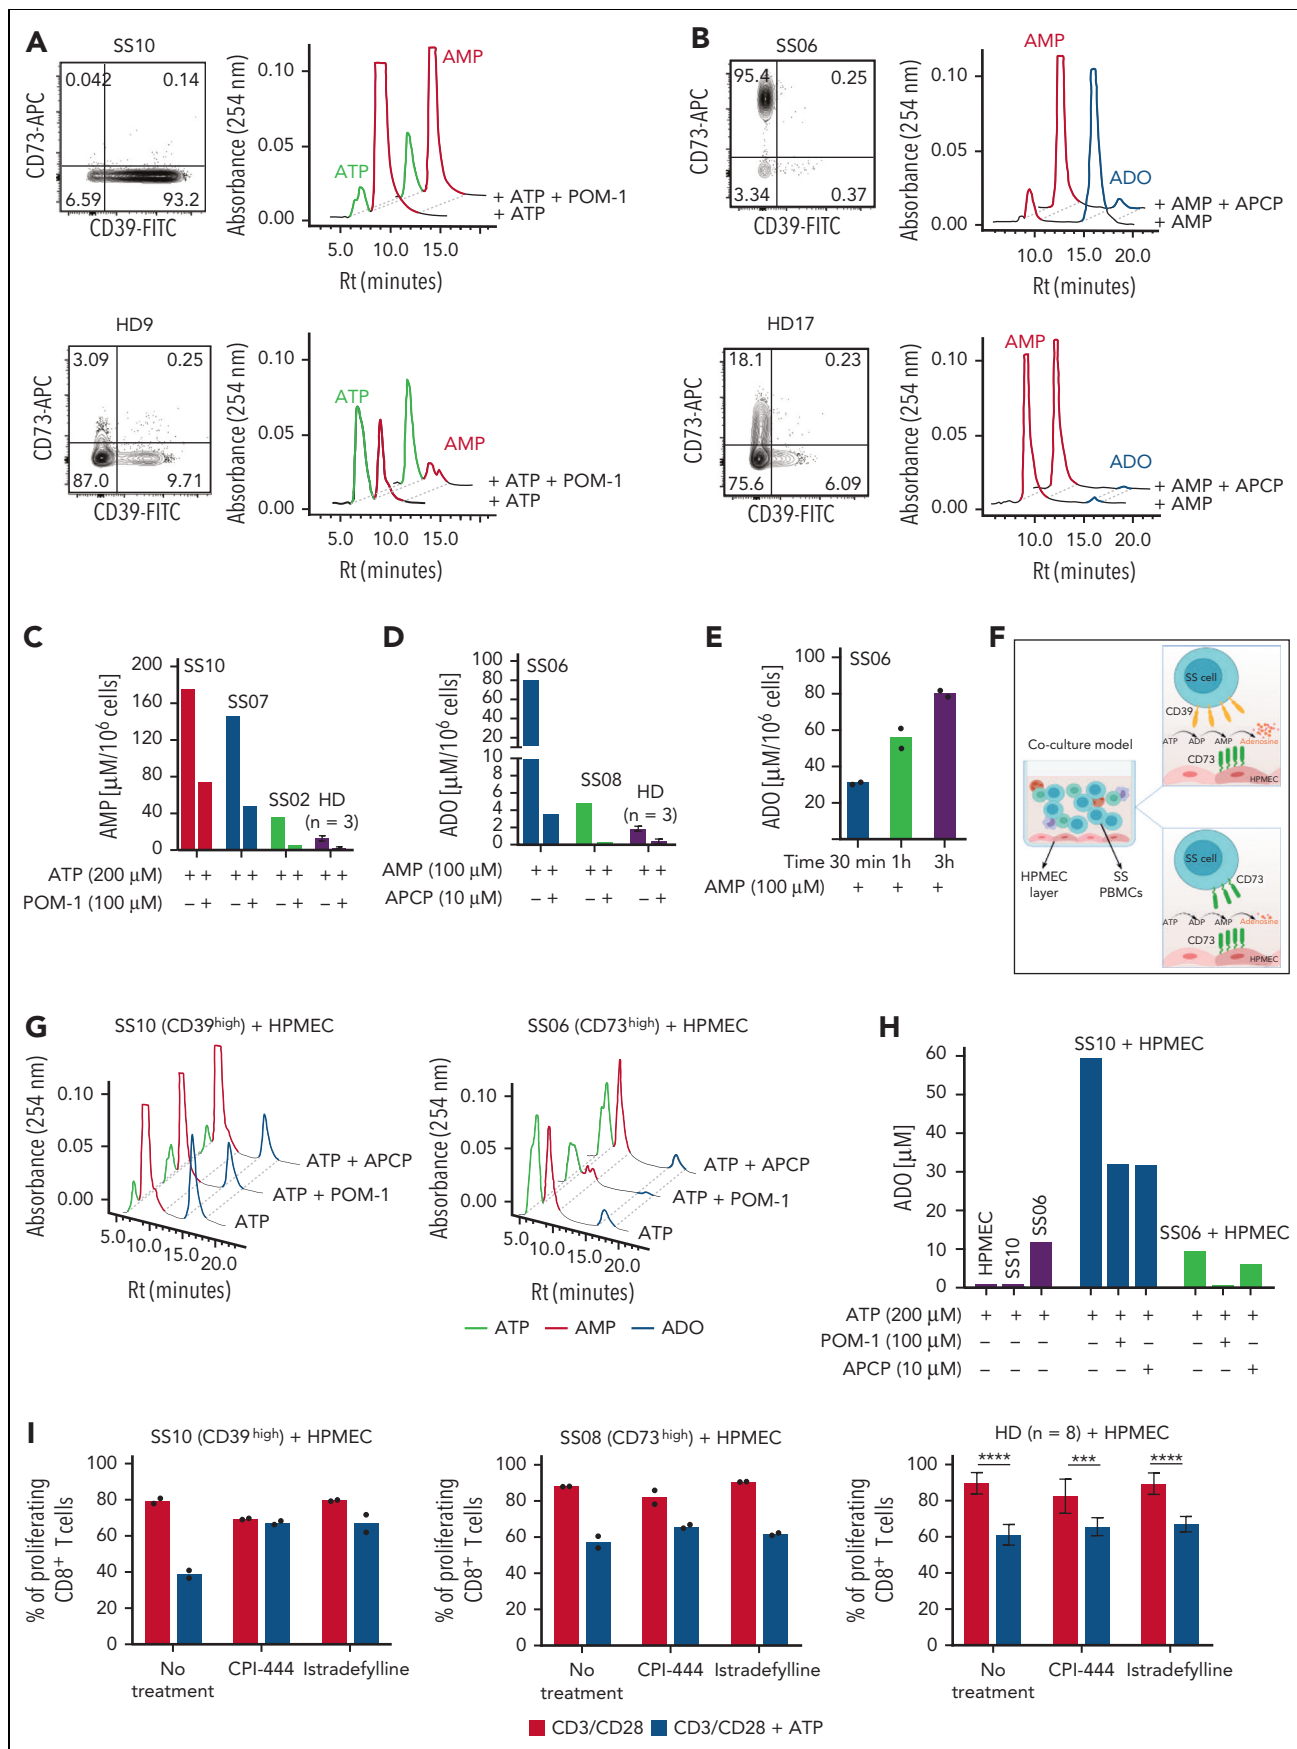 A
SS10
0.042
0.14
6.59
93.2
CD73-APC
CD39-FITC
Absorbance (254 nm)
0.10
0.05
0.00
ATP
AMP
+ ATP + POM-1
+ ATP
5.0 10.0 15.0
Rt (minutes)
HD9
3.09
0.25
87.0
9.71
CD73-APC
CD39-FITC
Absorbance (254 nm)
0.10
0.05
0.00
ATP
AMP
+ ATP + POM-1
+ ATP
5.0 10.0 15.0
Rt (minutes)
B
SS06
95.4
0.25
3.34
0.37
CD73-APC
CD39-FITC
Absorbance (254 nm)
0.10
0.05
0.00
AMP
ADO
+ AMP + APCP
+ AMP
10.0 15.0 20.0
Rt (minutes)
HD17
18.1
0.23
75.6
6.09
CD73-APC
CD39-FITC
Absorbance (254 nm)
0.10
0.05
0.00
AMP
ADO
+ AMP + APCP
+ AMP
10.0 15.0 20.0
Rt (minutes)
C
AMP [µM/10⁶ cells]
200
160
120
80
40
0
SS10
SS07
SS02
HD
(n = 3)
ATP (200 µM) + + + + + + + +
POM-1 (100 µM) – + – + – + – +
D
ADO [µM/10⁶ cells]
100
80
60
40
20
10
8
6
4
2
0
SS06
SS08
HD
(n = 3)
AMP (100 µM) + + + + + +
APCP (10 µM) – + – + – +
E
ADO [µM/10⁶ cells]
100
80
60
40
20
SS06
Time 30 min 1h 3h
AMP (100 µM) + + +
F
Co-culture model
HPMEC
layer
SS
PBMCs
SS cell
CD39
ATP ADP AMP Adenosine
CD73
HPMEC
SS cell
CD73
ATP ADP AMP Adenosine
CD73
HPMEC
G
SS10 (CD39high) + HPMEC
Absorbance (254 nm)
0.10
0.05
0.00
ATP + APCP
ATP + POM-1
ATP
5.0 10.0 15.0 20.0
Rt (minutes)
SS06 (CD73high) + HPMEC
Absorbance (254 nm)
0.10
0.05
0.00
ATP + APCP
ATP + POM-1
ATP
5.0 10.0 15.0 20.0
Rt (minutes)
ATP AMP ADO
H
ADO [µM]
60
50
40
30
20
10
0
HPMEC
SS10
SS06
SS10 + HPMEC
SS06 + HPMEC
ATP (200 µM) + + + + + + + + +
POM-1 (100 µM) – – – – + – – + –
APCP (10 µM) – – – – – + – – +
I
SS10 (CD39high) + HPMEC
% of proliferating
CD8+ T cells
100
80
60
40
20
0
No
treatment
CPI-444
Istradefylline
SS08 (CD73high) + HPMEC
% of proliferating
CD8+ T cells
100
80
60
40
20
0
No
treatment
CPI-444
Istradefylline
HD (n = 8) + HPMEC
% of proliferating
CD8+ T cells
100
80
60
40
20
0
**** *** ****
No
treatment
CPI-444
Istradefylline
CD3/CD28 CD3/CD28 + ATP